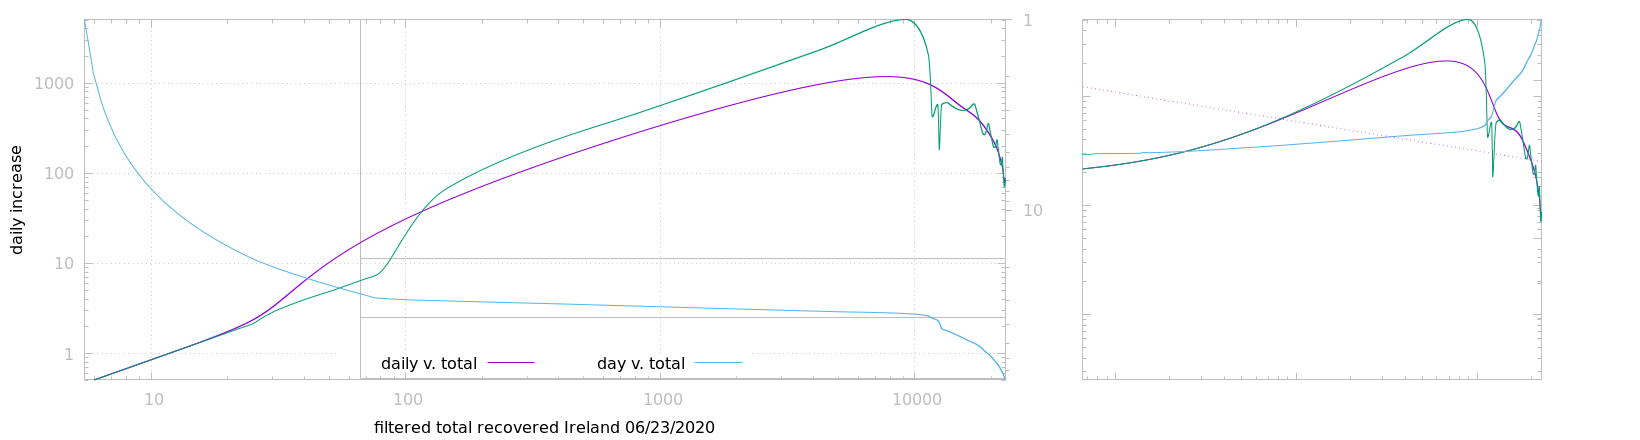 1
1000
daily increase
100
10
10
1
daily v. total
day v. total
10
100
1000
10000
filtered total recovered Ireland 06/23/2020